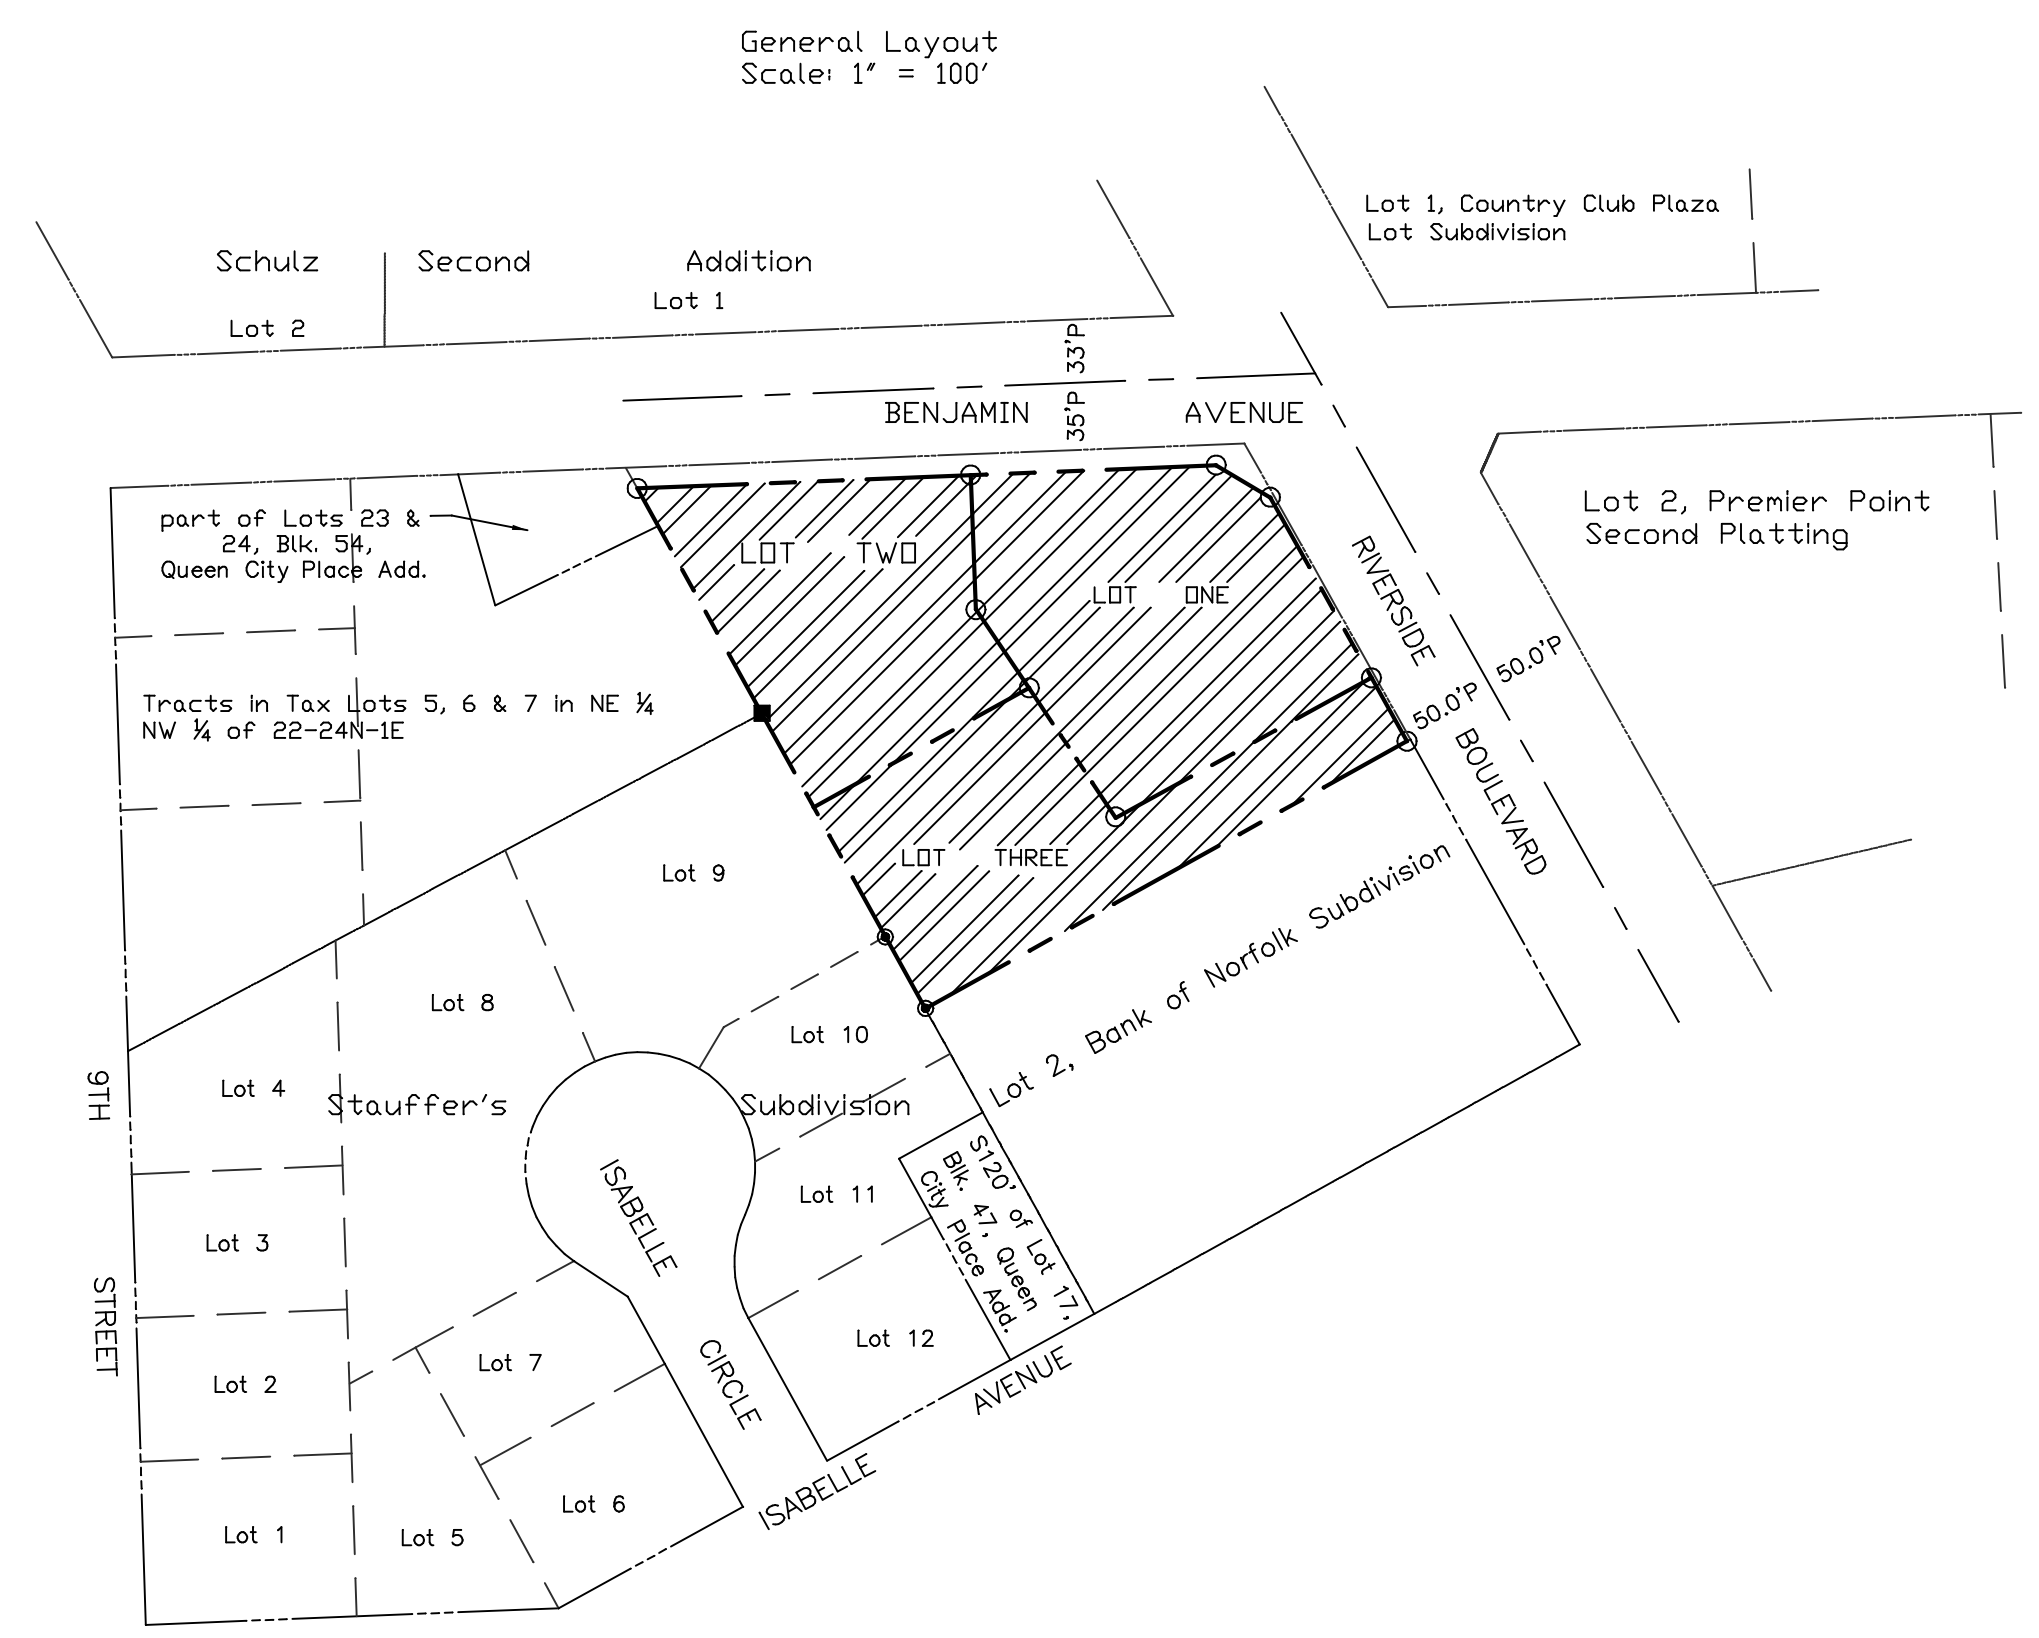 General Layout
Scale: 1" = 100'
Lot 1, Country Club Plaza
Lot Subdivision
Schulz Second Addition
Lot 1
Lot 2
33'P
35'P
BENJAMIN AVENUE
part of Lots 23 &
24, Blk. 54,
Queen City Place Add.
LOT TWO
LOT ONE
RIVERSIDE BOULEVARD
50.0'P 50.0'P
Lot 2, Premier Point
Second Platting
Tracts in Tax Lots 5, 6 & 7 in NE ¼
NW ¼ of 22-24N-1E
LOT THREE
Lot 9
Lot 8
Lot 10
Lot 2, Bank of Norfolk Subdivision
9TH STREET
Lot 4
Stauffer's Subdivision
S120' of Lot 17,
Blk. 47, Queen
City Place Add.
Lot 11
Lot 3
ISABELLE CIRCLE
Lot 12
Lot 2
Lot 7
ISABELLE AVENUE
Lot 6
Lot 1
Lot 5